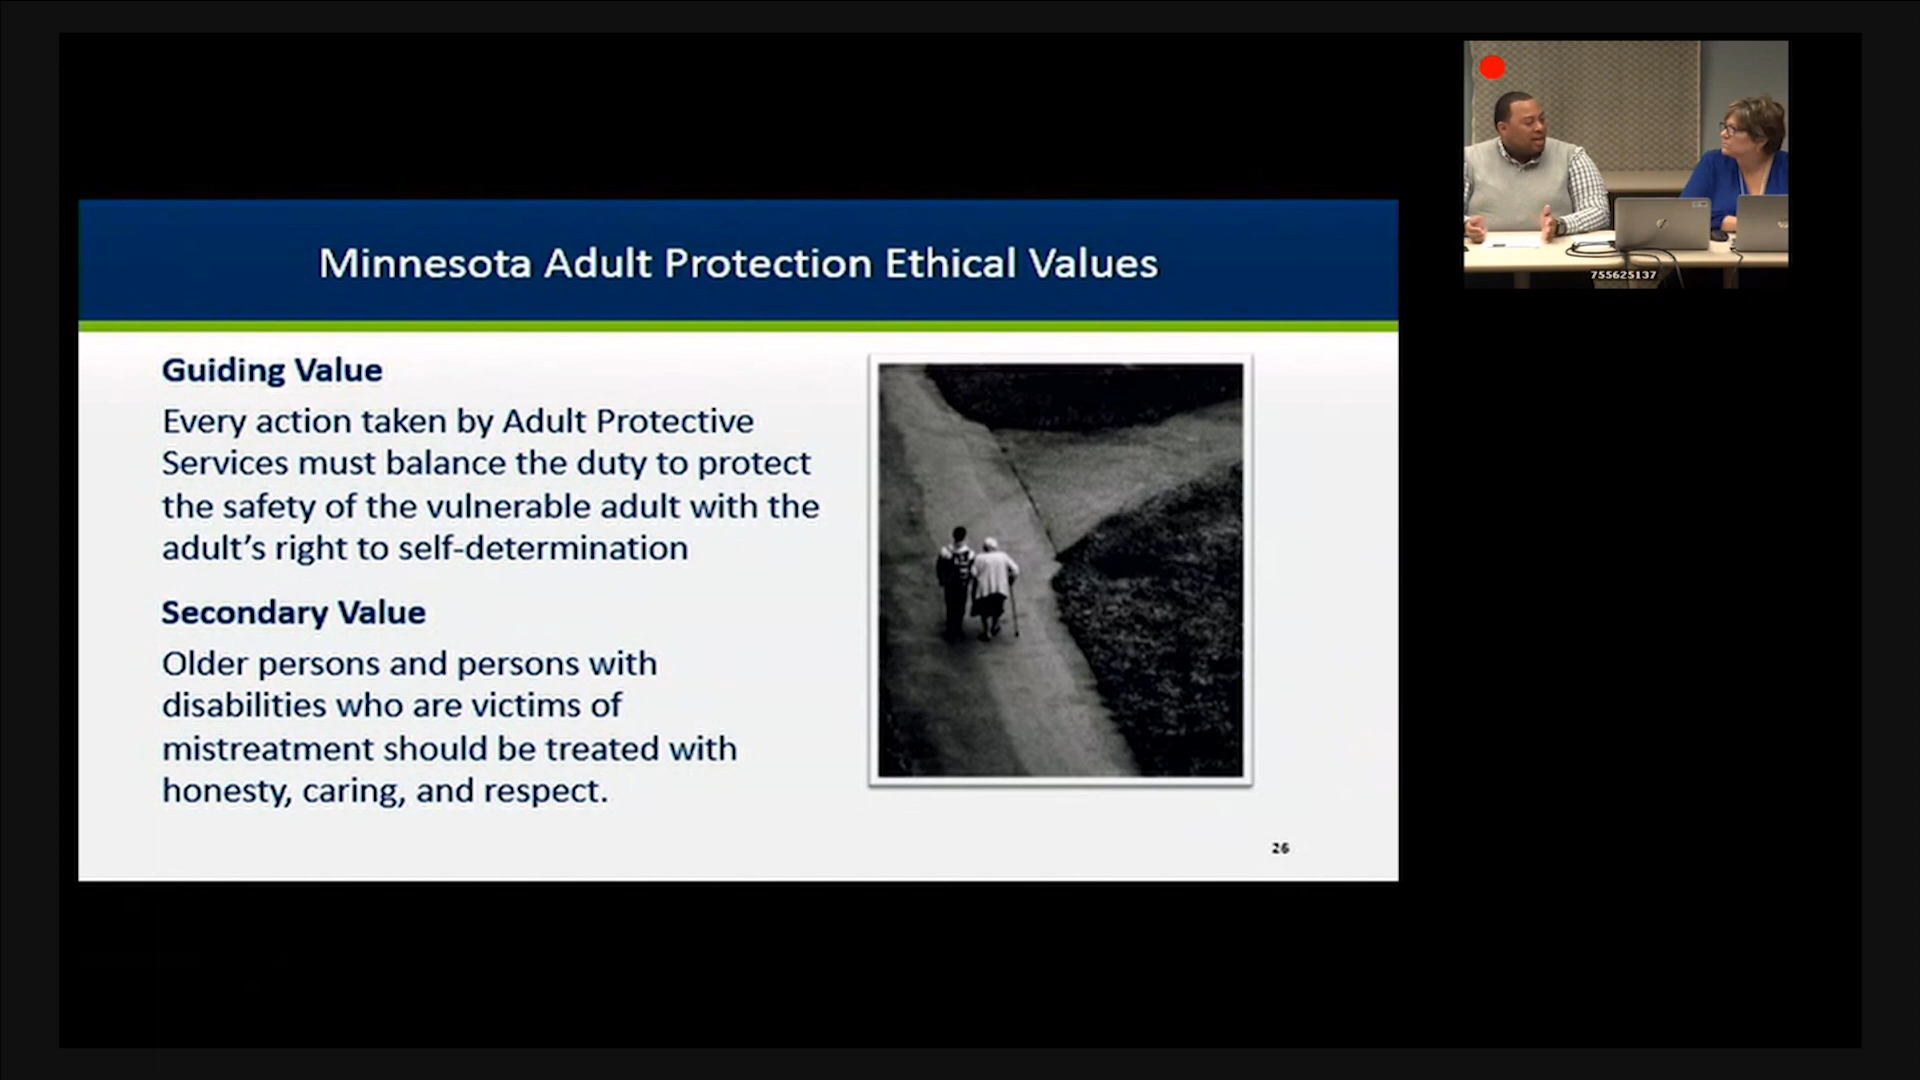 Minnesota Adult Protection Ethical Values
Guiding Value
Every action taken by Adult Protective
Services must balance the duty to protect
the safety of the vulnerable adult with the
adult's right to self-determination
Secondary Value
Older persons and persons with
disabilities who are victims of
mistreatment should be treated with
honesty, caring, and respect.
26
755625137